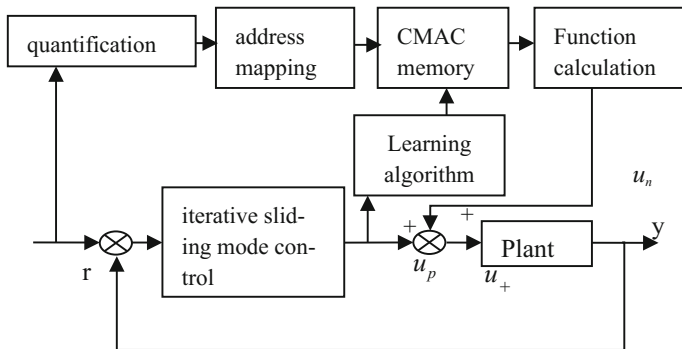 quantification
address
mapping
CMAC
memory
Function
calculation
Learning
algorithm
u_n
iterative slid-
ing mode con-
trol
+
+
r
u_p
u_+
Plant
y